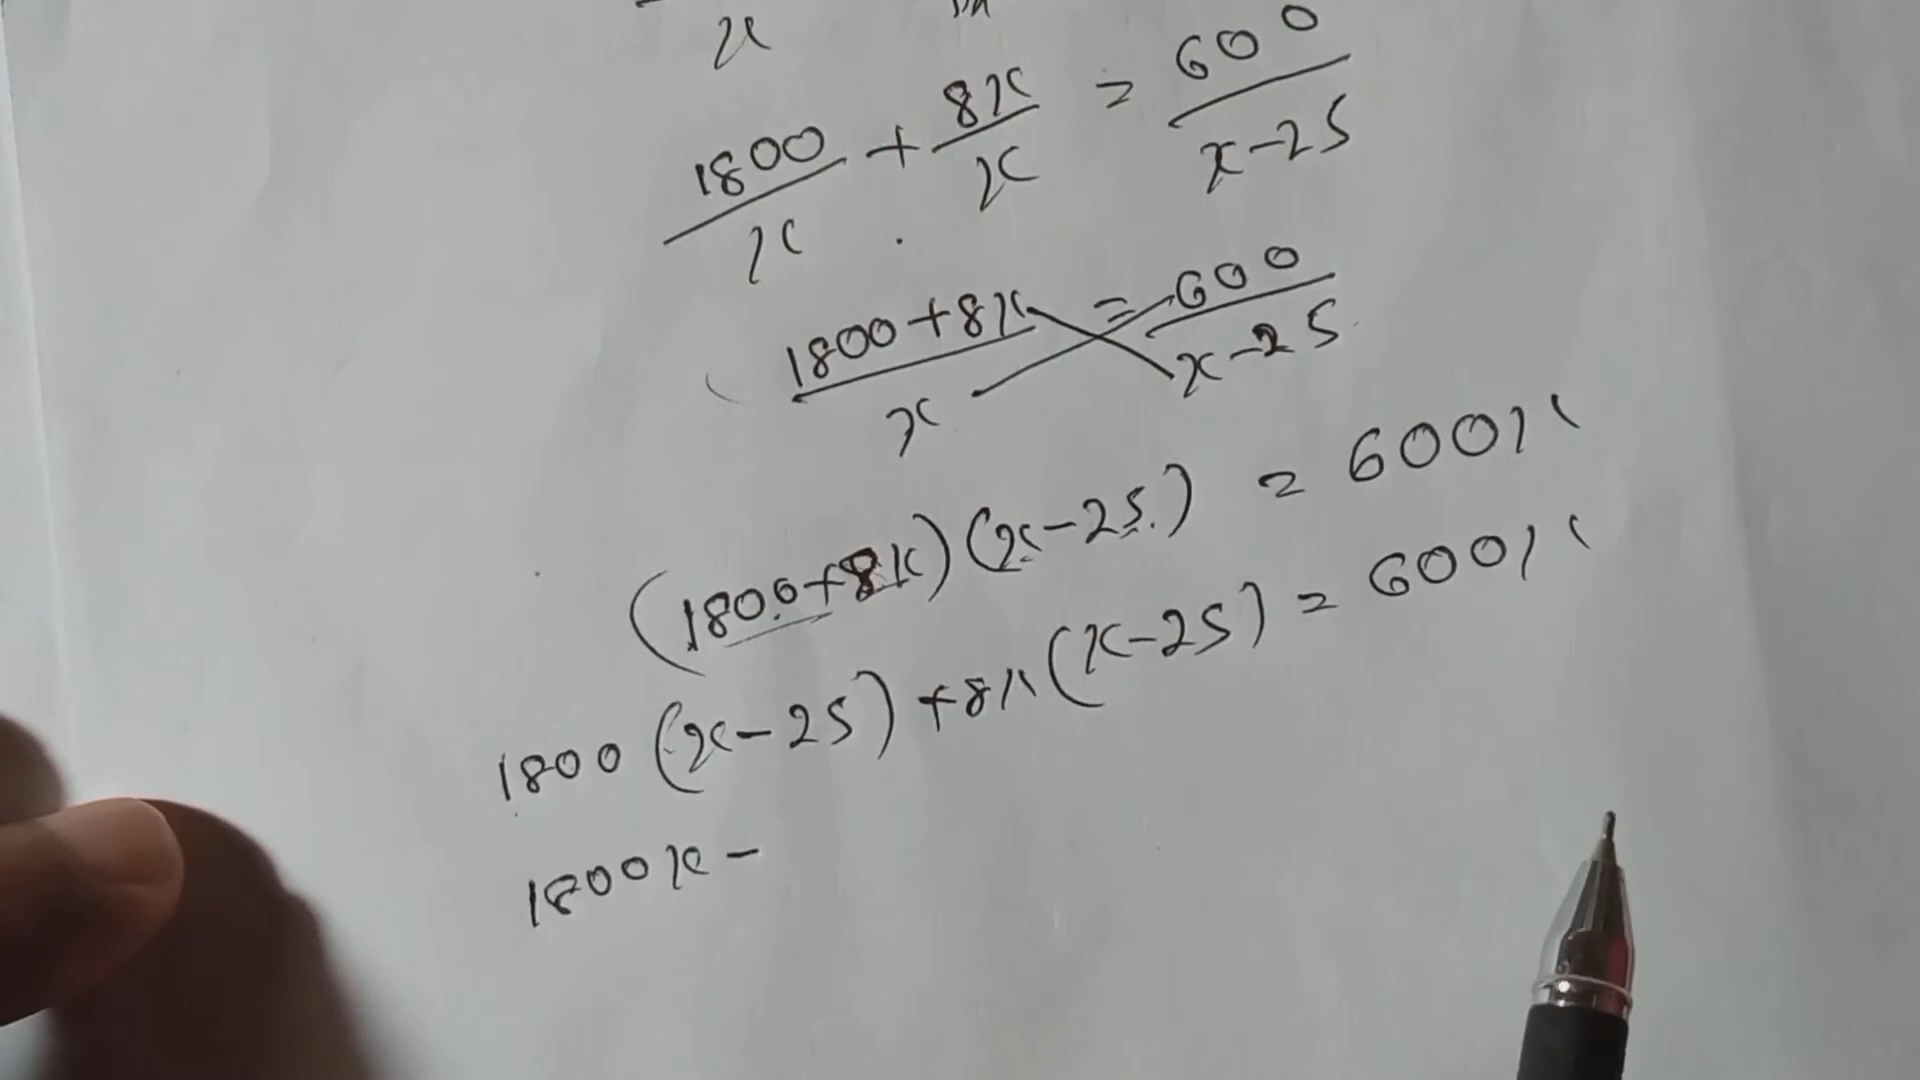 x
1800/x + 8x/x = 600/x-25
1800+8x/x = 600/x-25
(1800+8x)(x-25) = 600x
1800(x-25)+8x(x-25) = 600x
1800x -